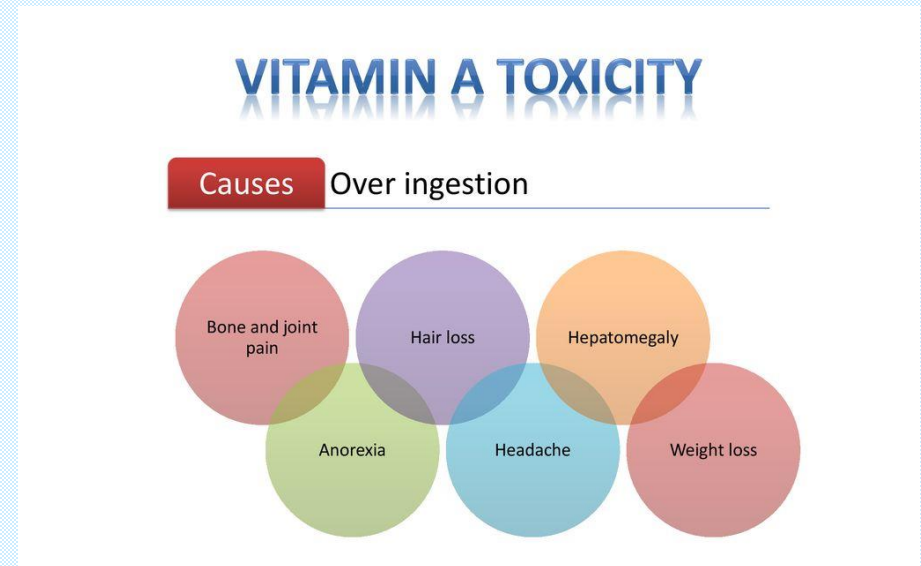 VITAMIN A TOXICITY
Causes Over ingestion
Bone and joint
pain
Hair loss
Hepatomegaly
Anorexia
Headache
Weight loss